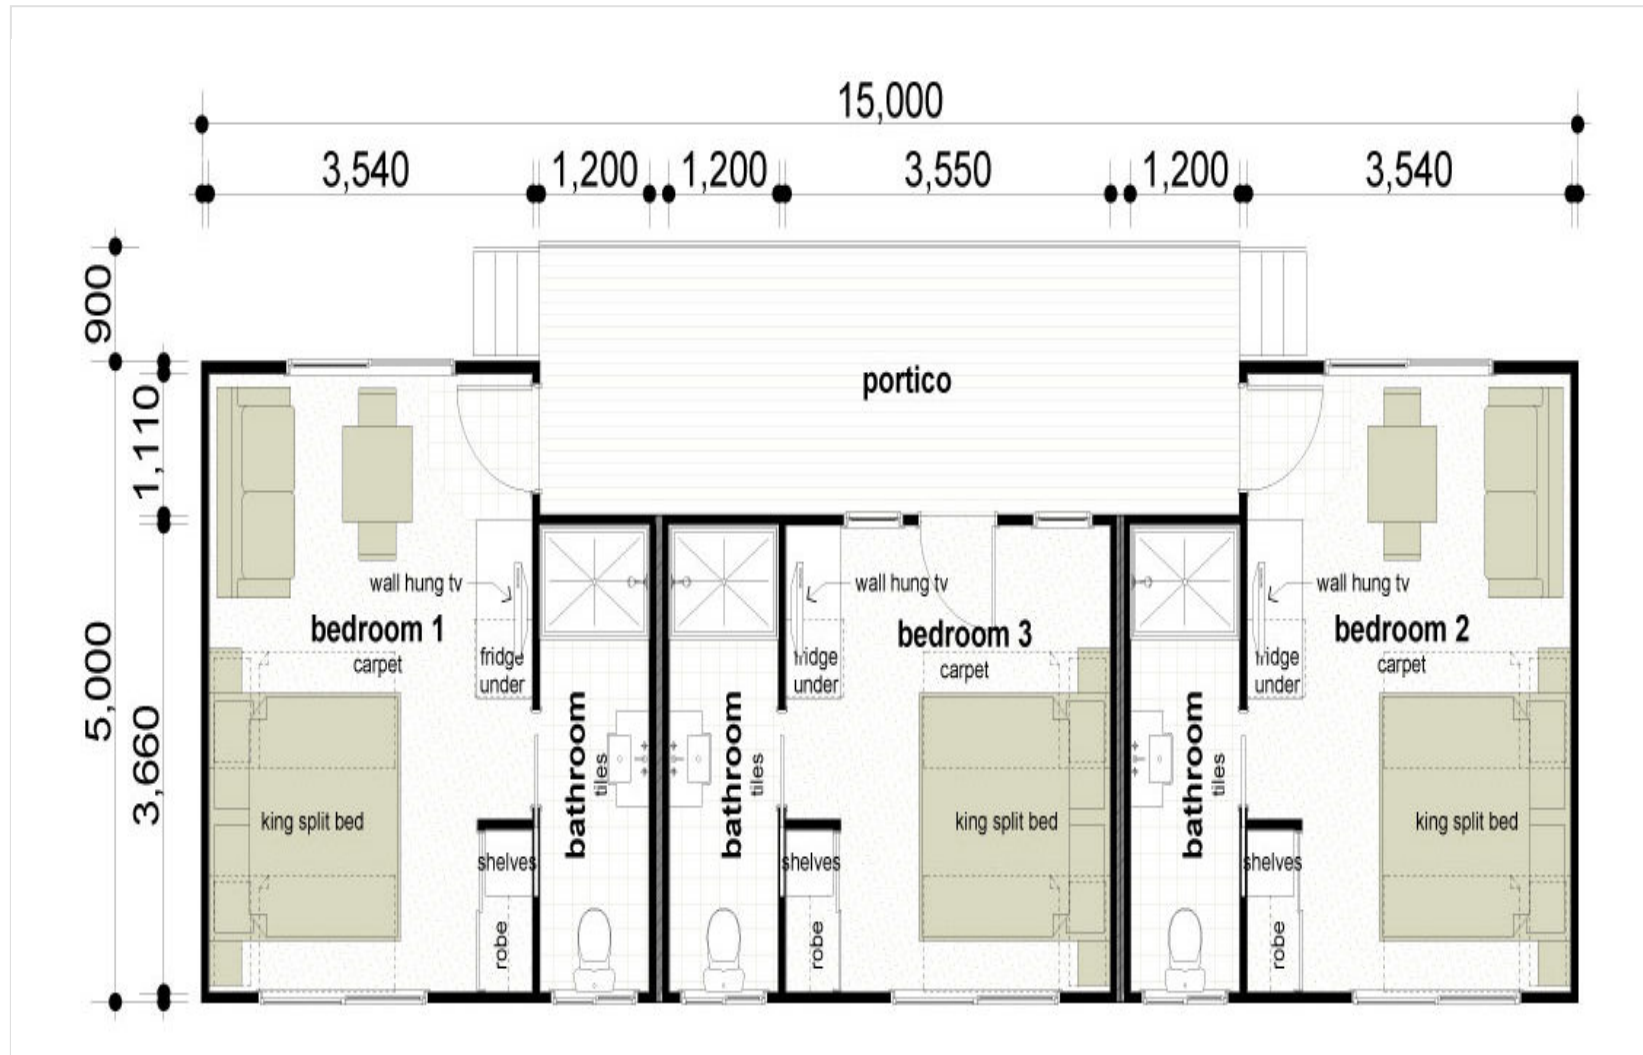 15,000
3,540
1,200
1,200
3,550
1,200
3,540
900
1,110
5,000
3,660
portico
wall hung tv
bedroom 1
carpet
fridge
under
king split bed
shelves
robe
bathroom
tiles
bathroom
tiles
wall hung tv
bedroom 3
carpet
fridge
under
king split bed
shelves
robe
bathroom
tiles
wall hung tv
bedroom 2
carpet
fridge
under
king split bed
shelves
robe